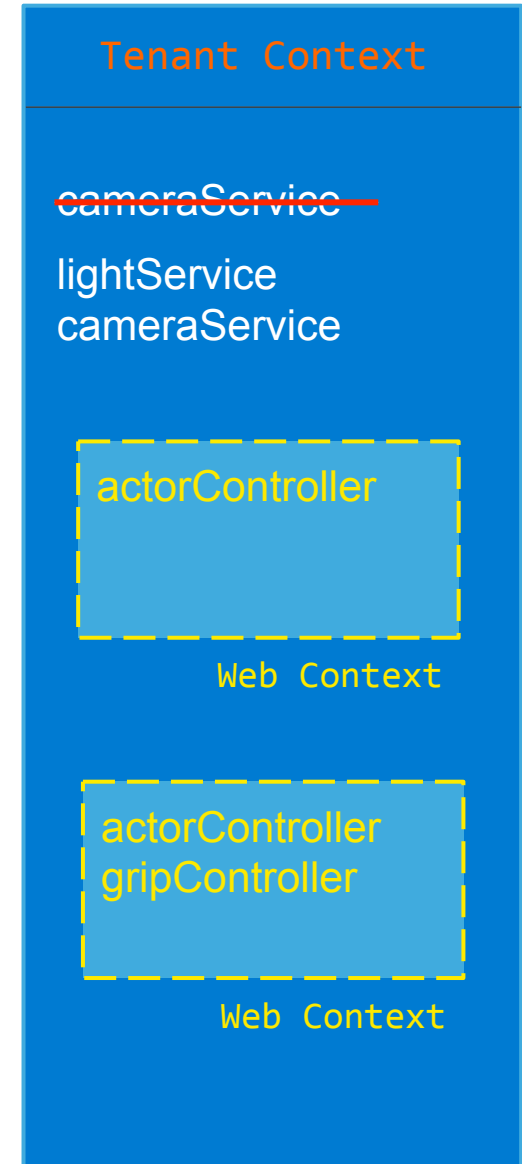 Tenant Context
cameraService
lightService
cameraService
actorController
Web Context
actorController
gripController
Web Context